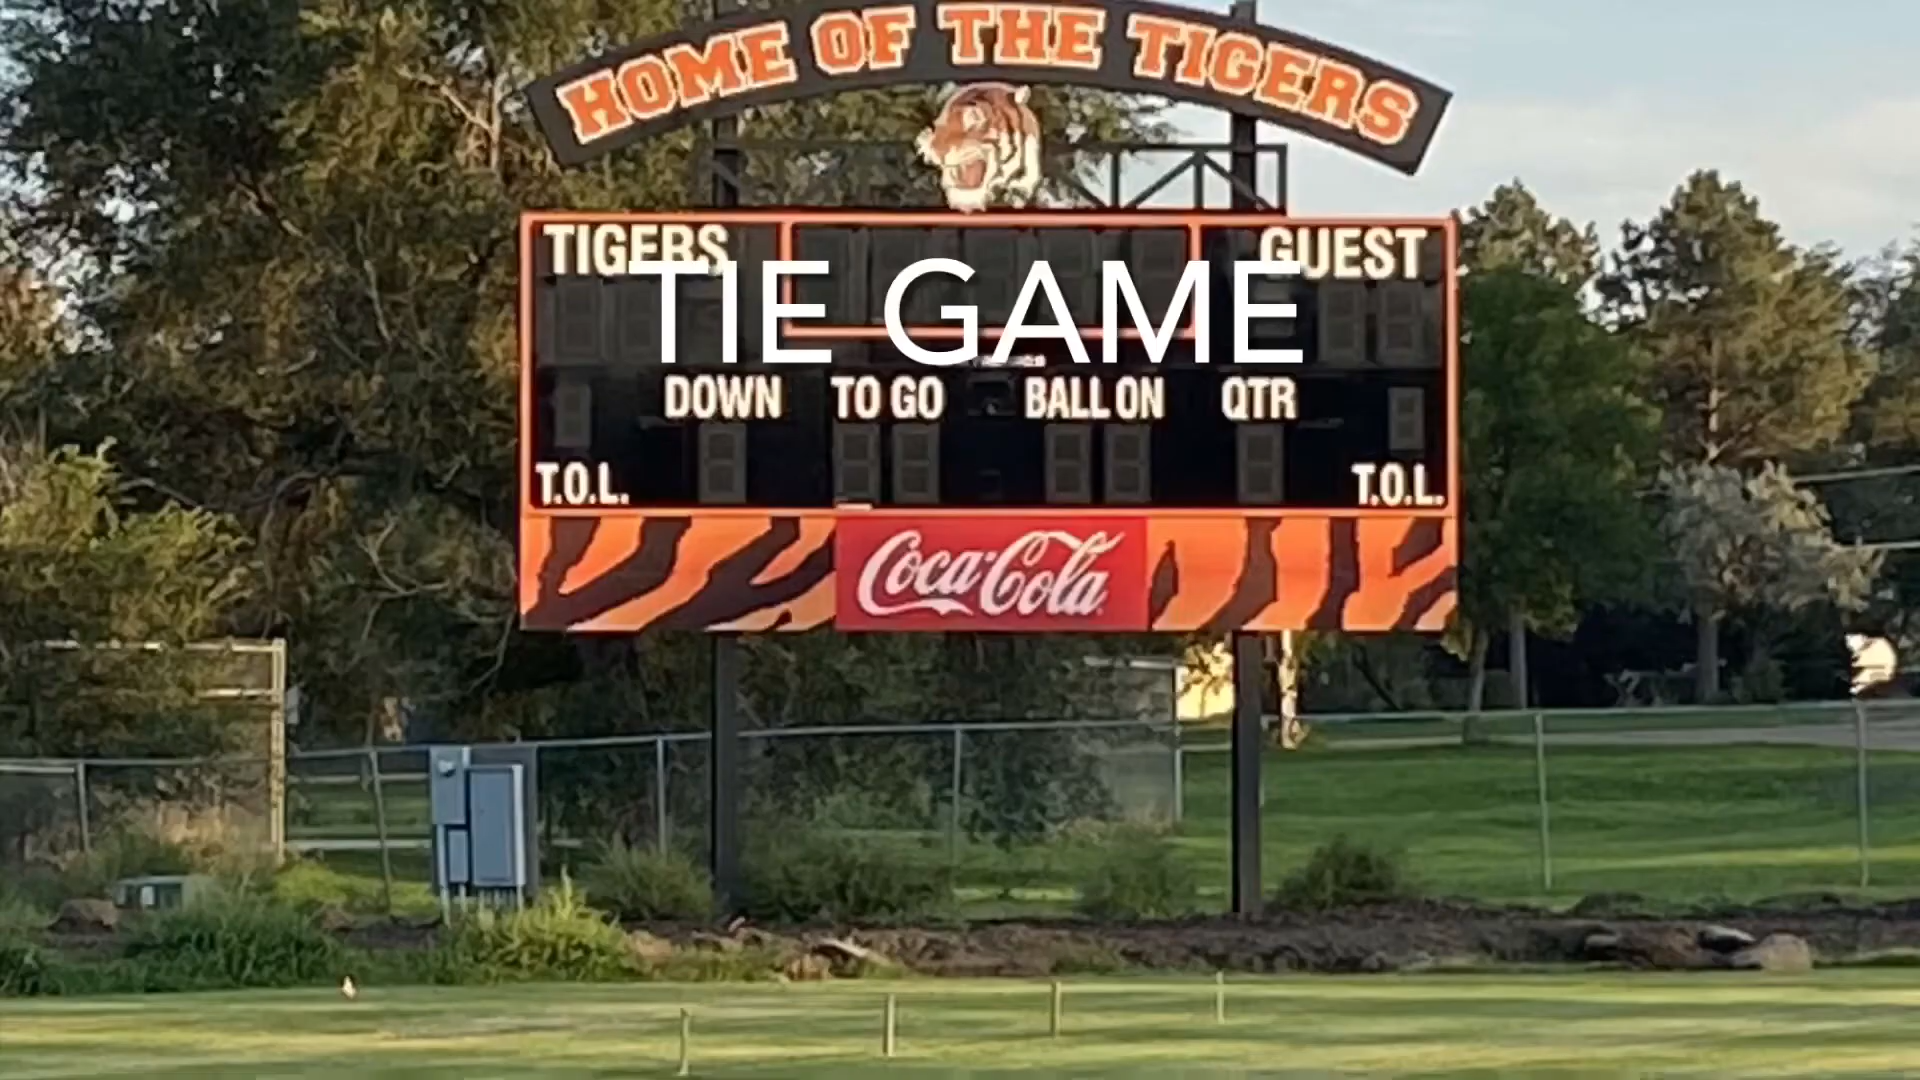 HOME OF THE TIGERS
TIGERS
GUEST
TIE GAME
DOWN TO GO BALL ON QTR
T.O.L. T.O.L.
Coca-Cola